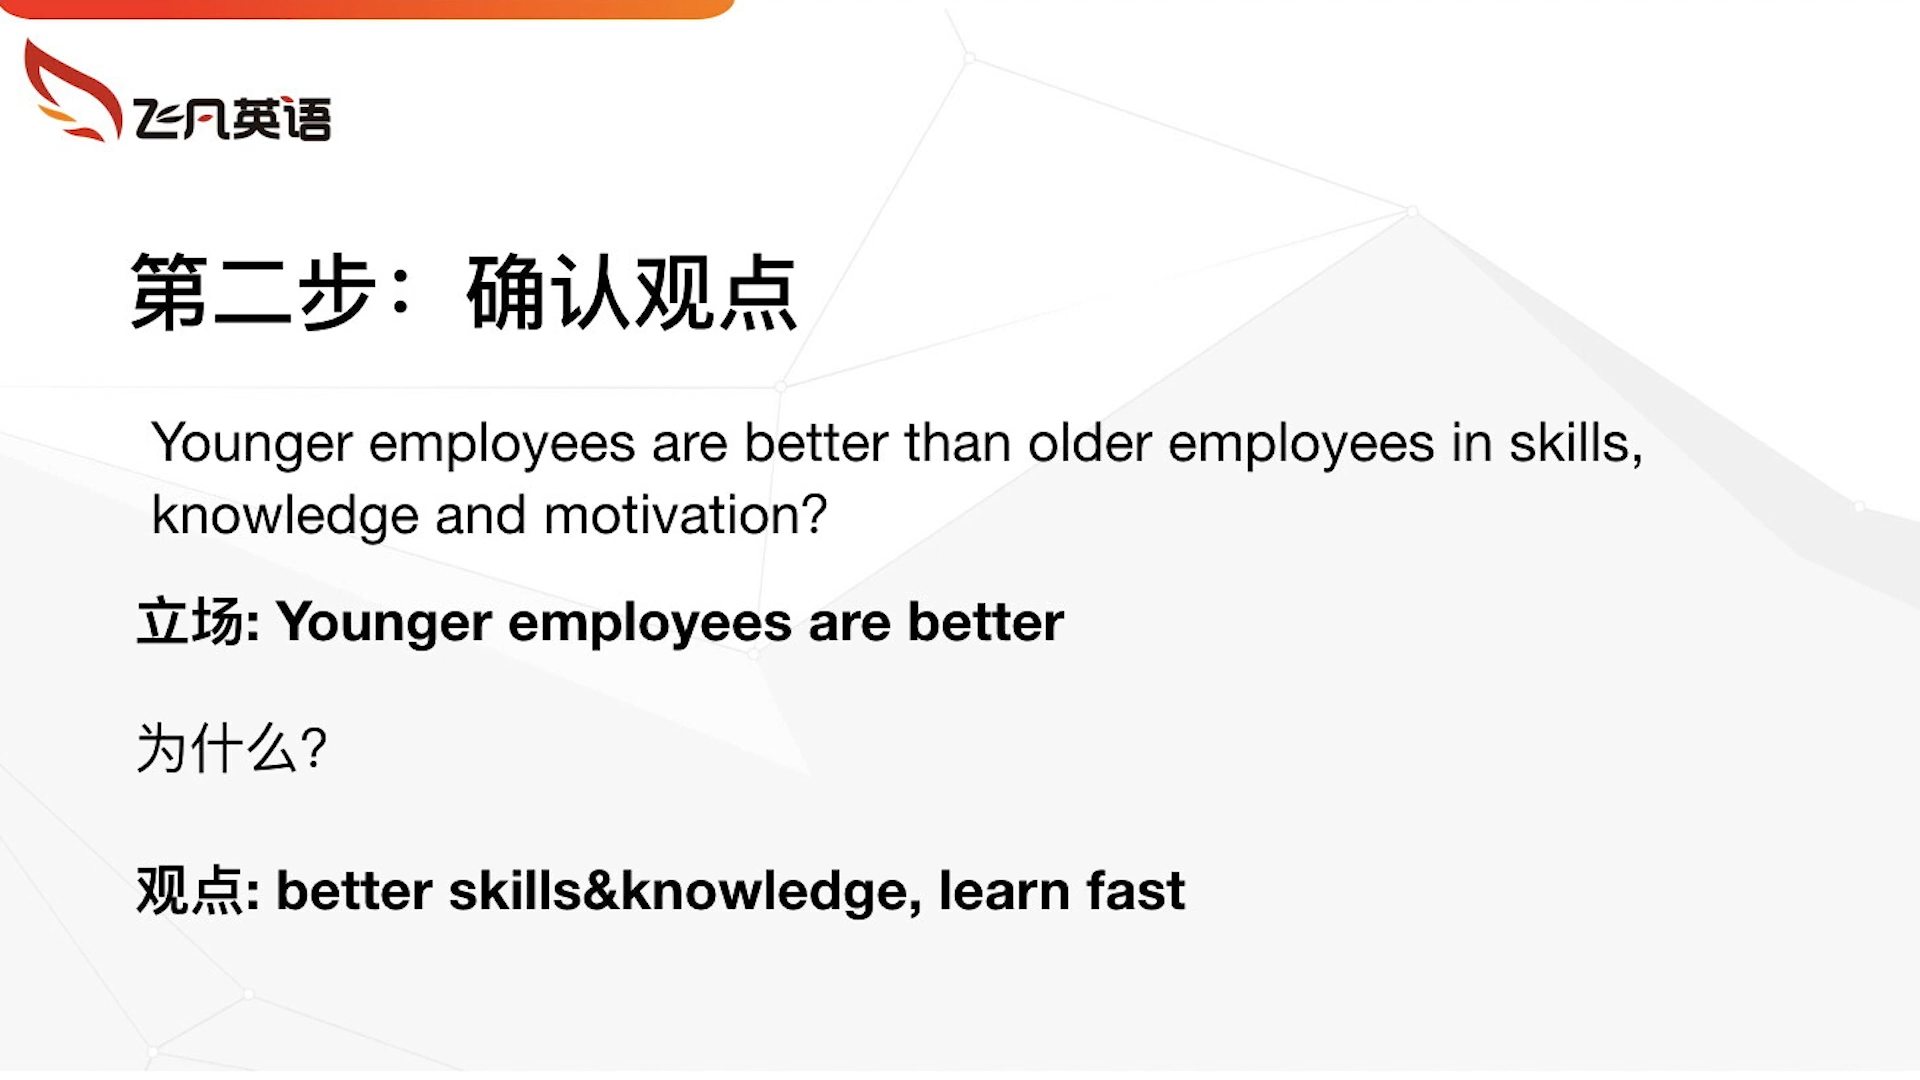 飞凡英语
第二步：确认观点
Younger employees are better than older employees in skills,
knowledge and motivation?
立场: Younger employees are better
为什么?
观点: better skills&knowledge, learn fast